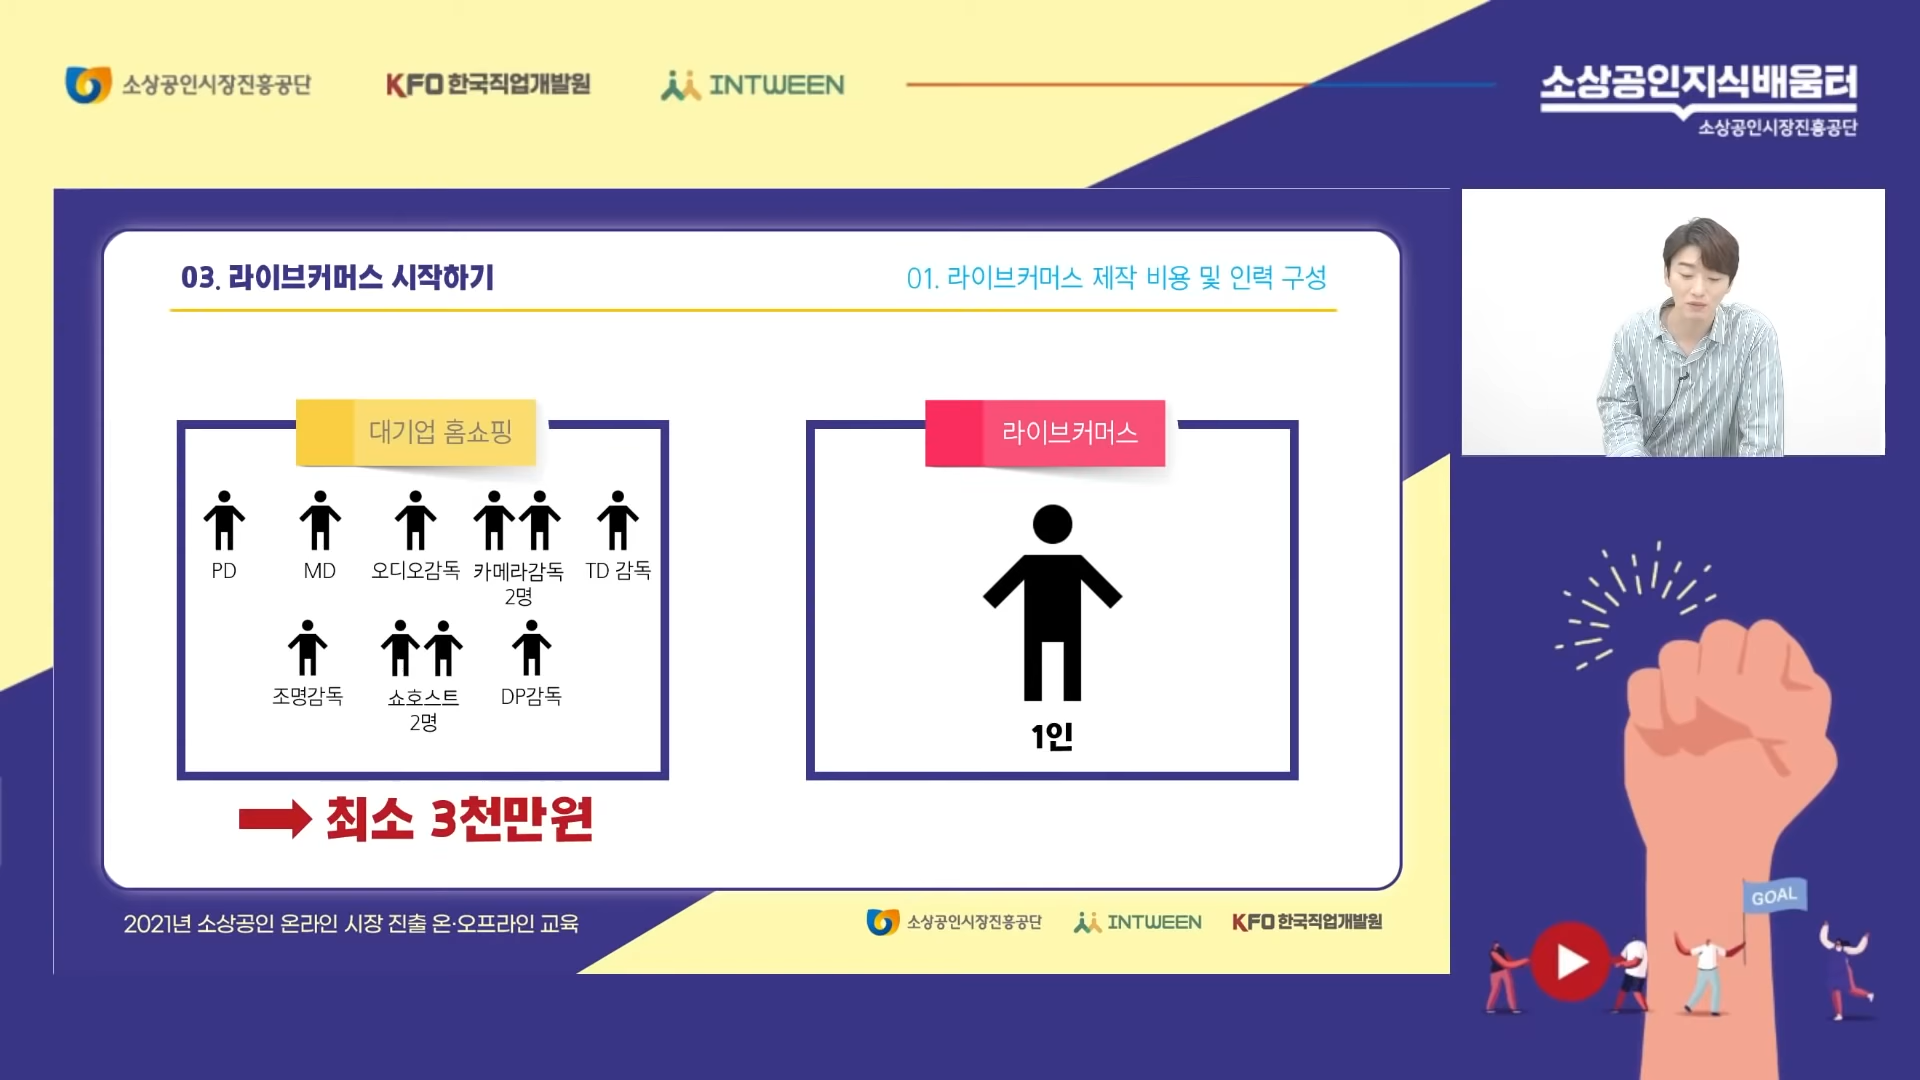 소상공인시장진흥공단
KFO 한국직업개발원
INTWEEN
소상공인지식배움터
소상공인시장진흥공단
03. 라이브커머스 시작하기
01. 라이브커머스 제작 비용 및 인력 구성
대기업 홈쇼핑
PD
MD
오디오감독
카메라감독
2명
TD 감독
조명감독
쇼호스트
2명
DP감독
최소 3천만원
라이브커머스
1인
2021년 소상공인 온라인 시장 진출 온·오프라인 교육
소상공인시장진흥공단
INTWEEN
KFO 한국직업개발원
GOAL